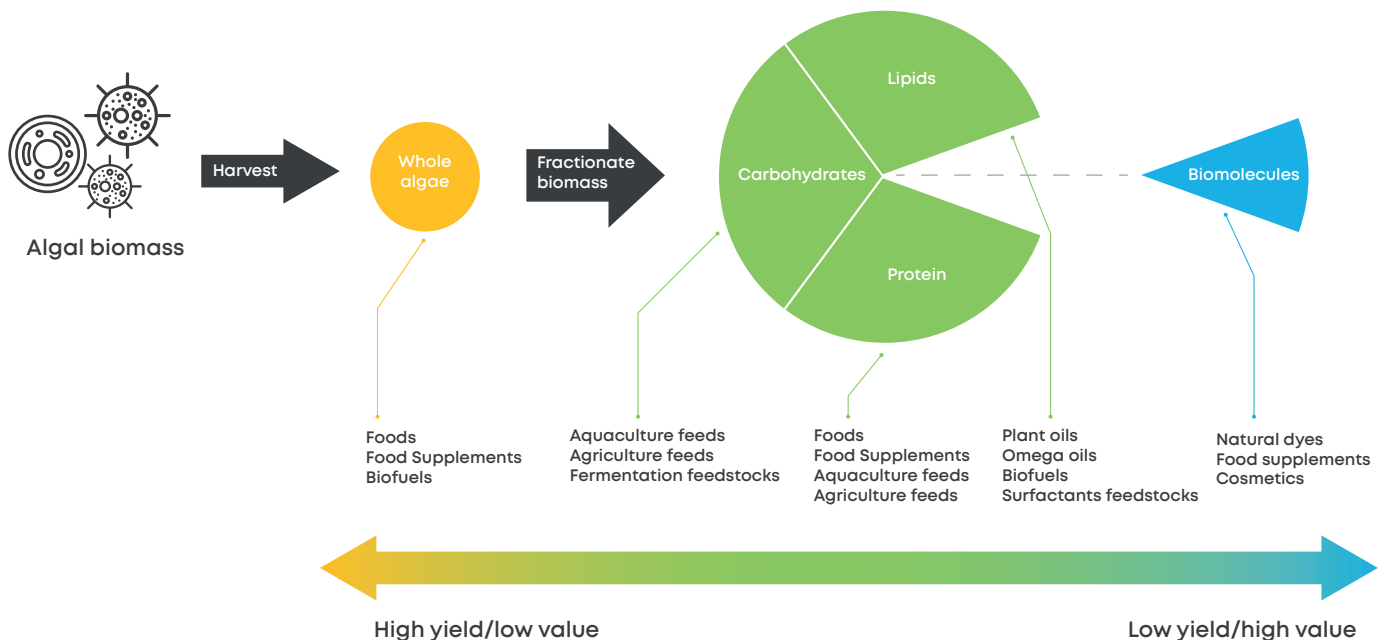 Algal biomass
Harvest
Whole
algae
Fractionate
biomass
Lipids
Carbohydrates
Protein
Biomolecules
Foods
Food Supplements
Biofuels
Aquaculture feeds
Agriculture feeds
Fermentation feedstocks
Foods
Food Supplements
Aquaculture feeds
Agriculture feeds
Plant oils
Omega oils
Biofuels
Surfactants feedstocks
Natural dyes
Food supplements
Cosmetics
High yield/low value
Low yield/high value